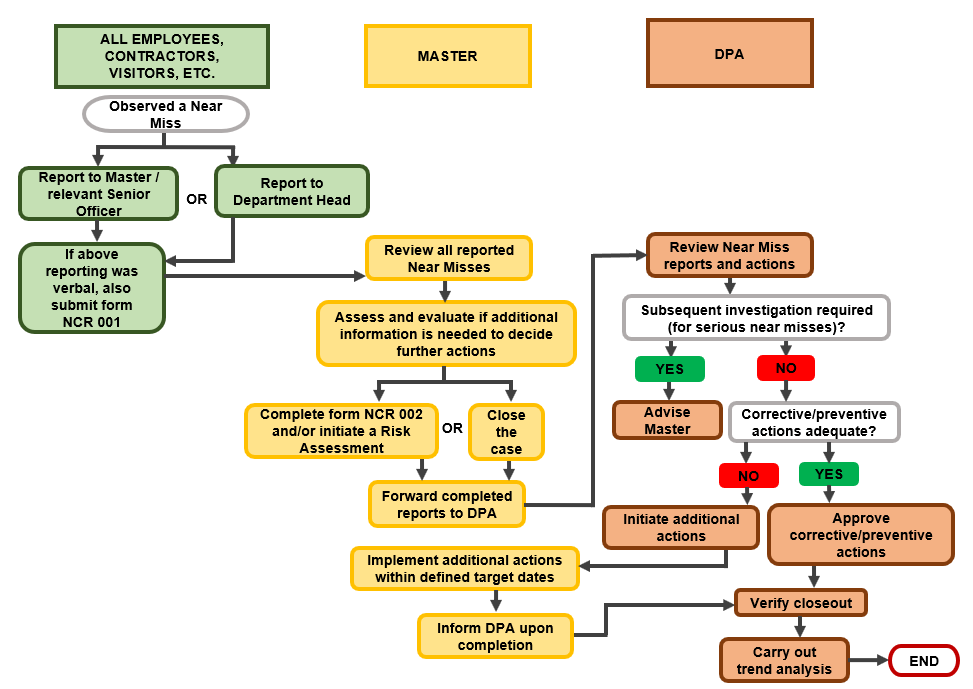 ALL EMPLOYEES,
CONTRACTORS,
VISITORS, ETC.
MASTER
DPA
Observed a Near
Miss
Report to Master /
relevant Senior
Officer
OR
Report to
Department Head
If above
reporting was
verbal, also
submit form
NCR 001
Review all reported
Near Misses
Assess and evaluate if additional
information is needed to decide
further actions
Complete form NCR 002
and/or initiate a Risk
Assessment
OR
Close
the
case
Forward completed
reports to DPA
Review Near Miss
reports and actions
Subsequent investigation required
(for serious near misses)?
YES
NO
Advise
Master
Corrective/preventive
actions adequate?
NO
YES
Initiate additional
actions
Approve
corrective/preventive
actions
Implement additional actions
within defined target dates
Inform DPA upon
completion
Verify closeout
Carry out
trend analysis
END